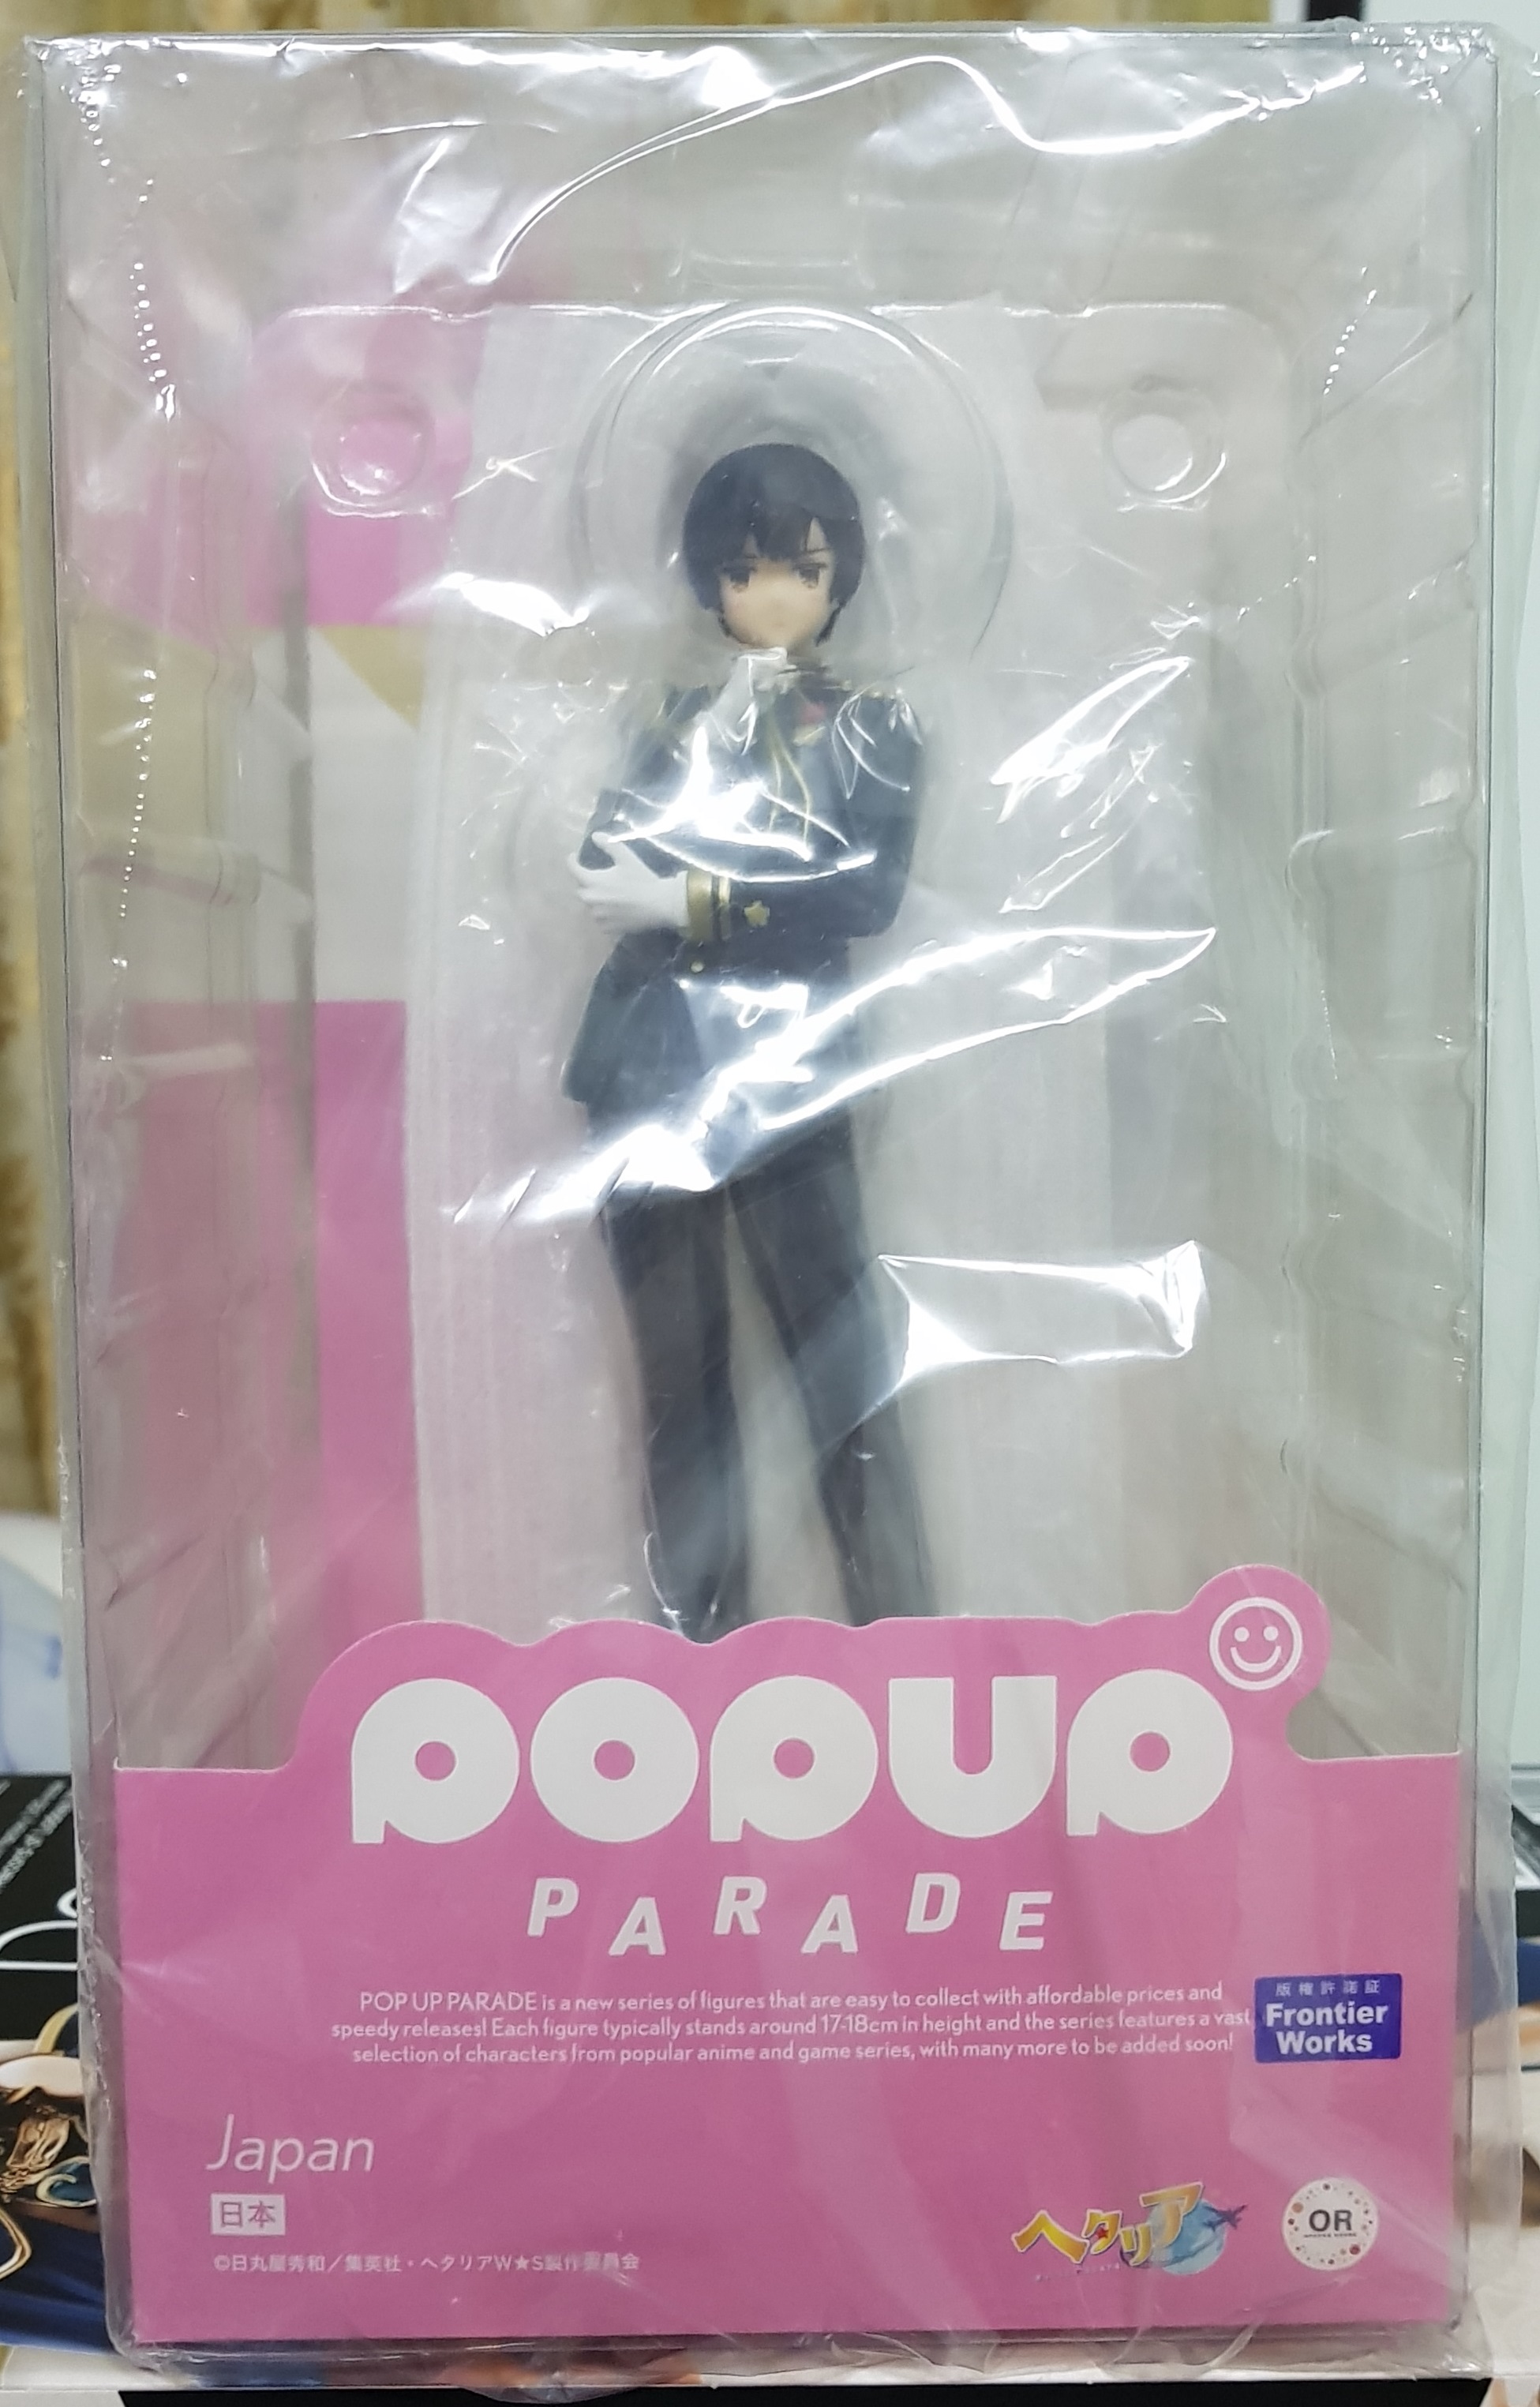 POPUP
PARADE
POP UP PARADE is a new series of figures that are easy to collect with affordable prices and
speedy releases! Each figure typically stands around 17-18cm in height and the series features a vast
selection of characters from popular anime and game series, with many more to be added soon!
版権許諾証
Frontier
Works
Japan
日本
©日丸屋秀和／集英社・ヘタリアW★S製作委員会
ヘタリア
OR